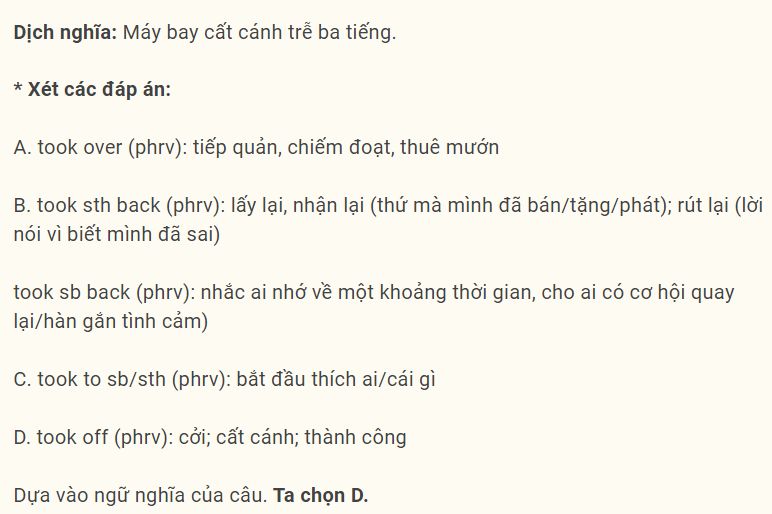 Dịch nghĩa: Máy bay cất cánh trễ ba tiếng.
* Xét các đáp án:
A. took over (phrv): tiếp quản, chiếm đoạt, thuê mướn
B. took sth back (phrv): lấy lại, nhận lại (thứ mà mình đã bán/tặng/phát); rút lại (lời
nói vì biết mình đã sai)
took sb back (phrv): nhắc ai nhớ về một khoảng thời gian, cho ai có cơ hội quay
lại/hàn gắn tình cảm)
C. took to sb/sth (phrv): bắt đầu thích ai/cái gì
D. took off (phrv): cởi; cất cánh; thành công
Dựa vào ngữ nghĩa của câu. Ta chọn D.